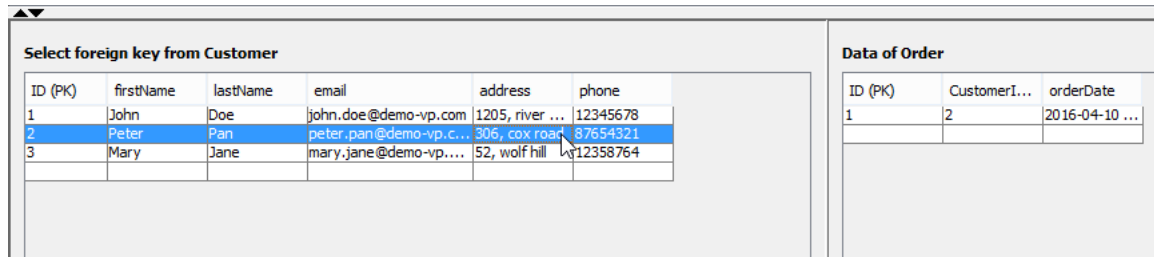 Select foreign key from Customer
ID (PK) firstName lastName email address phone
1 John Doe john.doe@demo-vp.com 1205, river ... 12345678
2 Peter Pan peter.pan@demo-vp.c... 306, cox road 87654321
3 Mary Jane mary.jane@demo-vp.... 52, wolf hill 12358764
Data of Order
ID (PK) CustomerI... orderDate
1 2 2016-04-10 ...